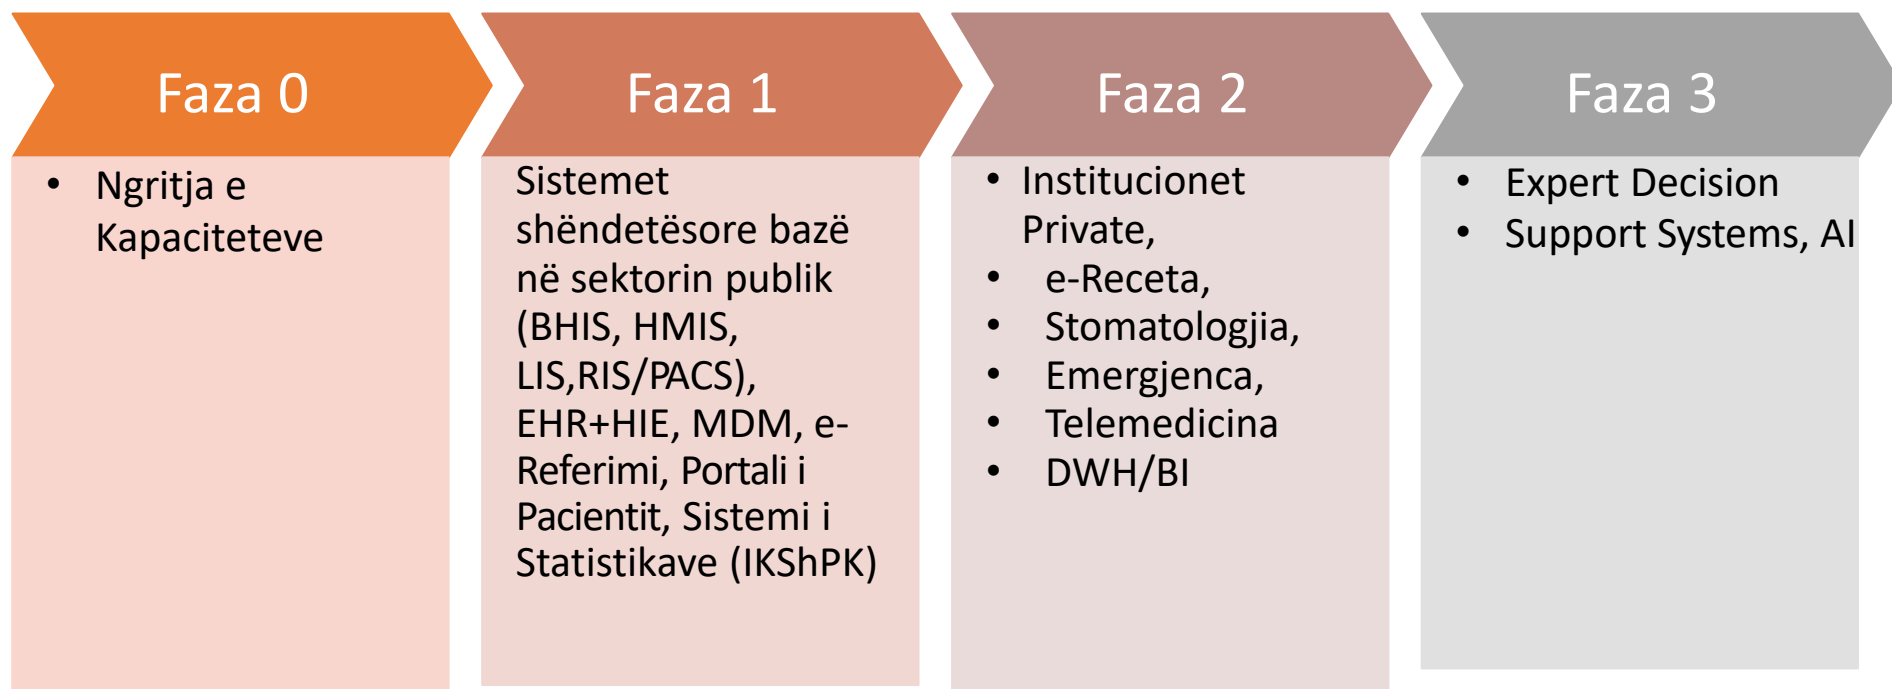 Faza 0
• Ngritja e
Kapaciteteve
Faza 1
Sistemet
shëndetësore bazë
në sektorin publik
(BHIS, HMIS,
LIS,RIS/PACS),
EHR+HIE, MDM, e-
Referimi, Portali i
Pacientit, Sistemi i
Statistikave (IKShPK)
Faza 2
• Institucionet
Private,
• e-Receta,
• Stomatologjia,
• Emergjenca,
• Telemedicina
• DWH/BI
Faza 3
• Expert Decision
• Support Systems, AI